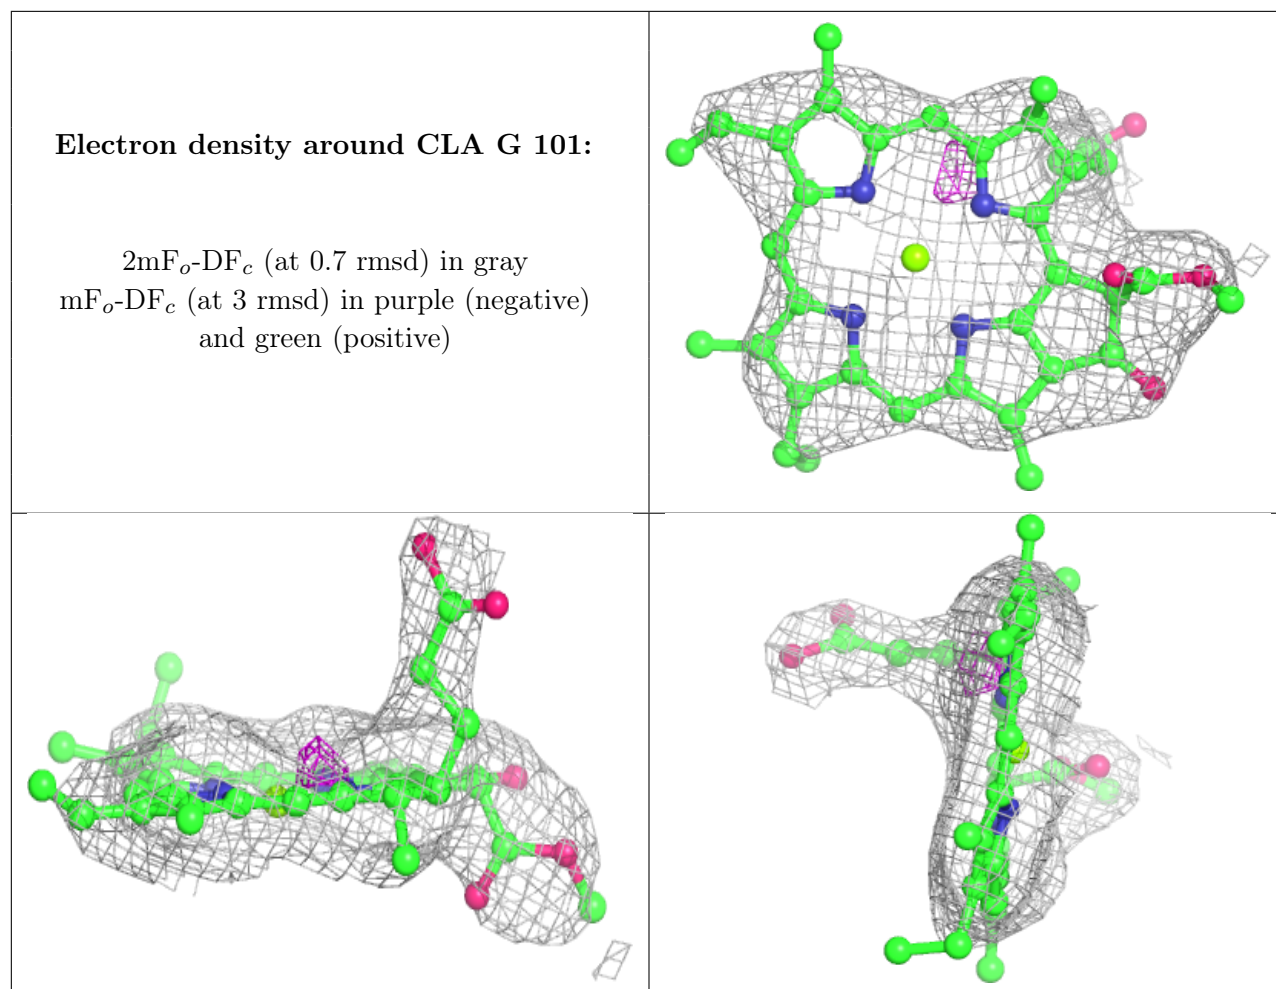 Electron density around CLA G 101:
2mFo-DFc (at 0.7 rmsd) in gray
mFo-DFc (at 3 rmsd) in purple (negative)
and green (positive)